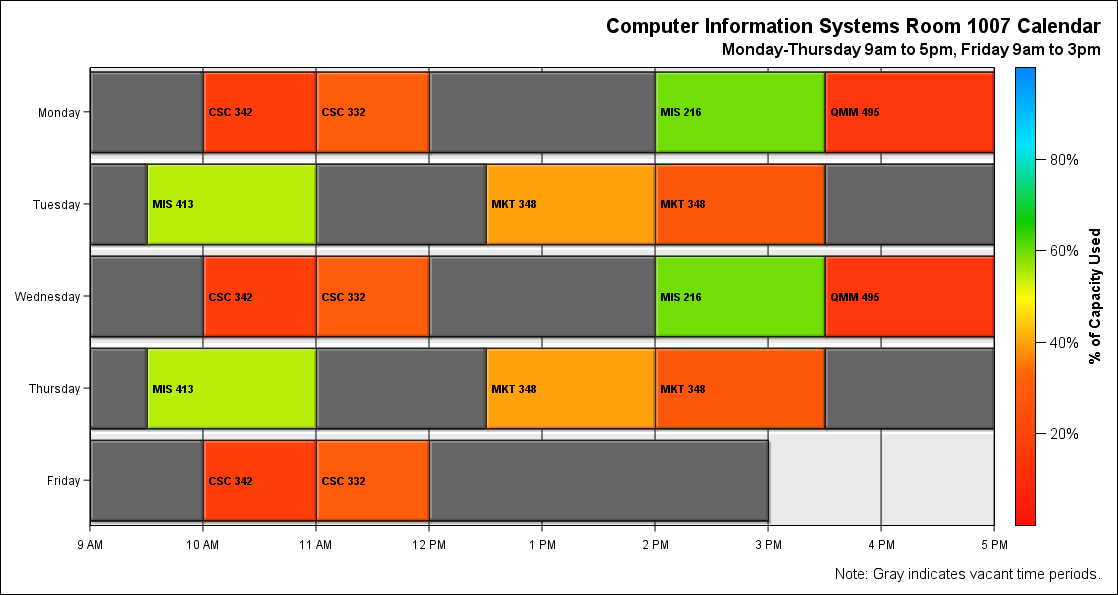 Computer Information Systems Room 1007 Calendar
Monday-Thursday 9am to 5pm, Friday 9am to 3pm
Monday
CSC 342
CSC 332
MIS 216
QMM 495
Tuesday
MIS 413
MKT 348
MKT 348
Wednesday
CSC 342
CSC 332
MIS 216
QMM 495
Thursday
MIS 413
MKT 348
MKT 348
Friday
CSC 342
CSC 332
9 AM
10 AM
11 AM
12 PM
1 PM
2 PM
3 PM
4 PM
5 PM
80%
60%
40%
20%
% of Capacity Used
Note: Gray indicates vacant time periods.